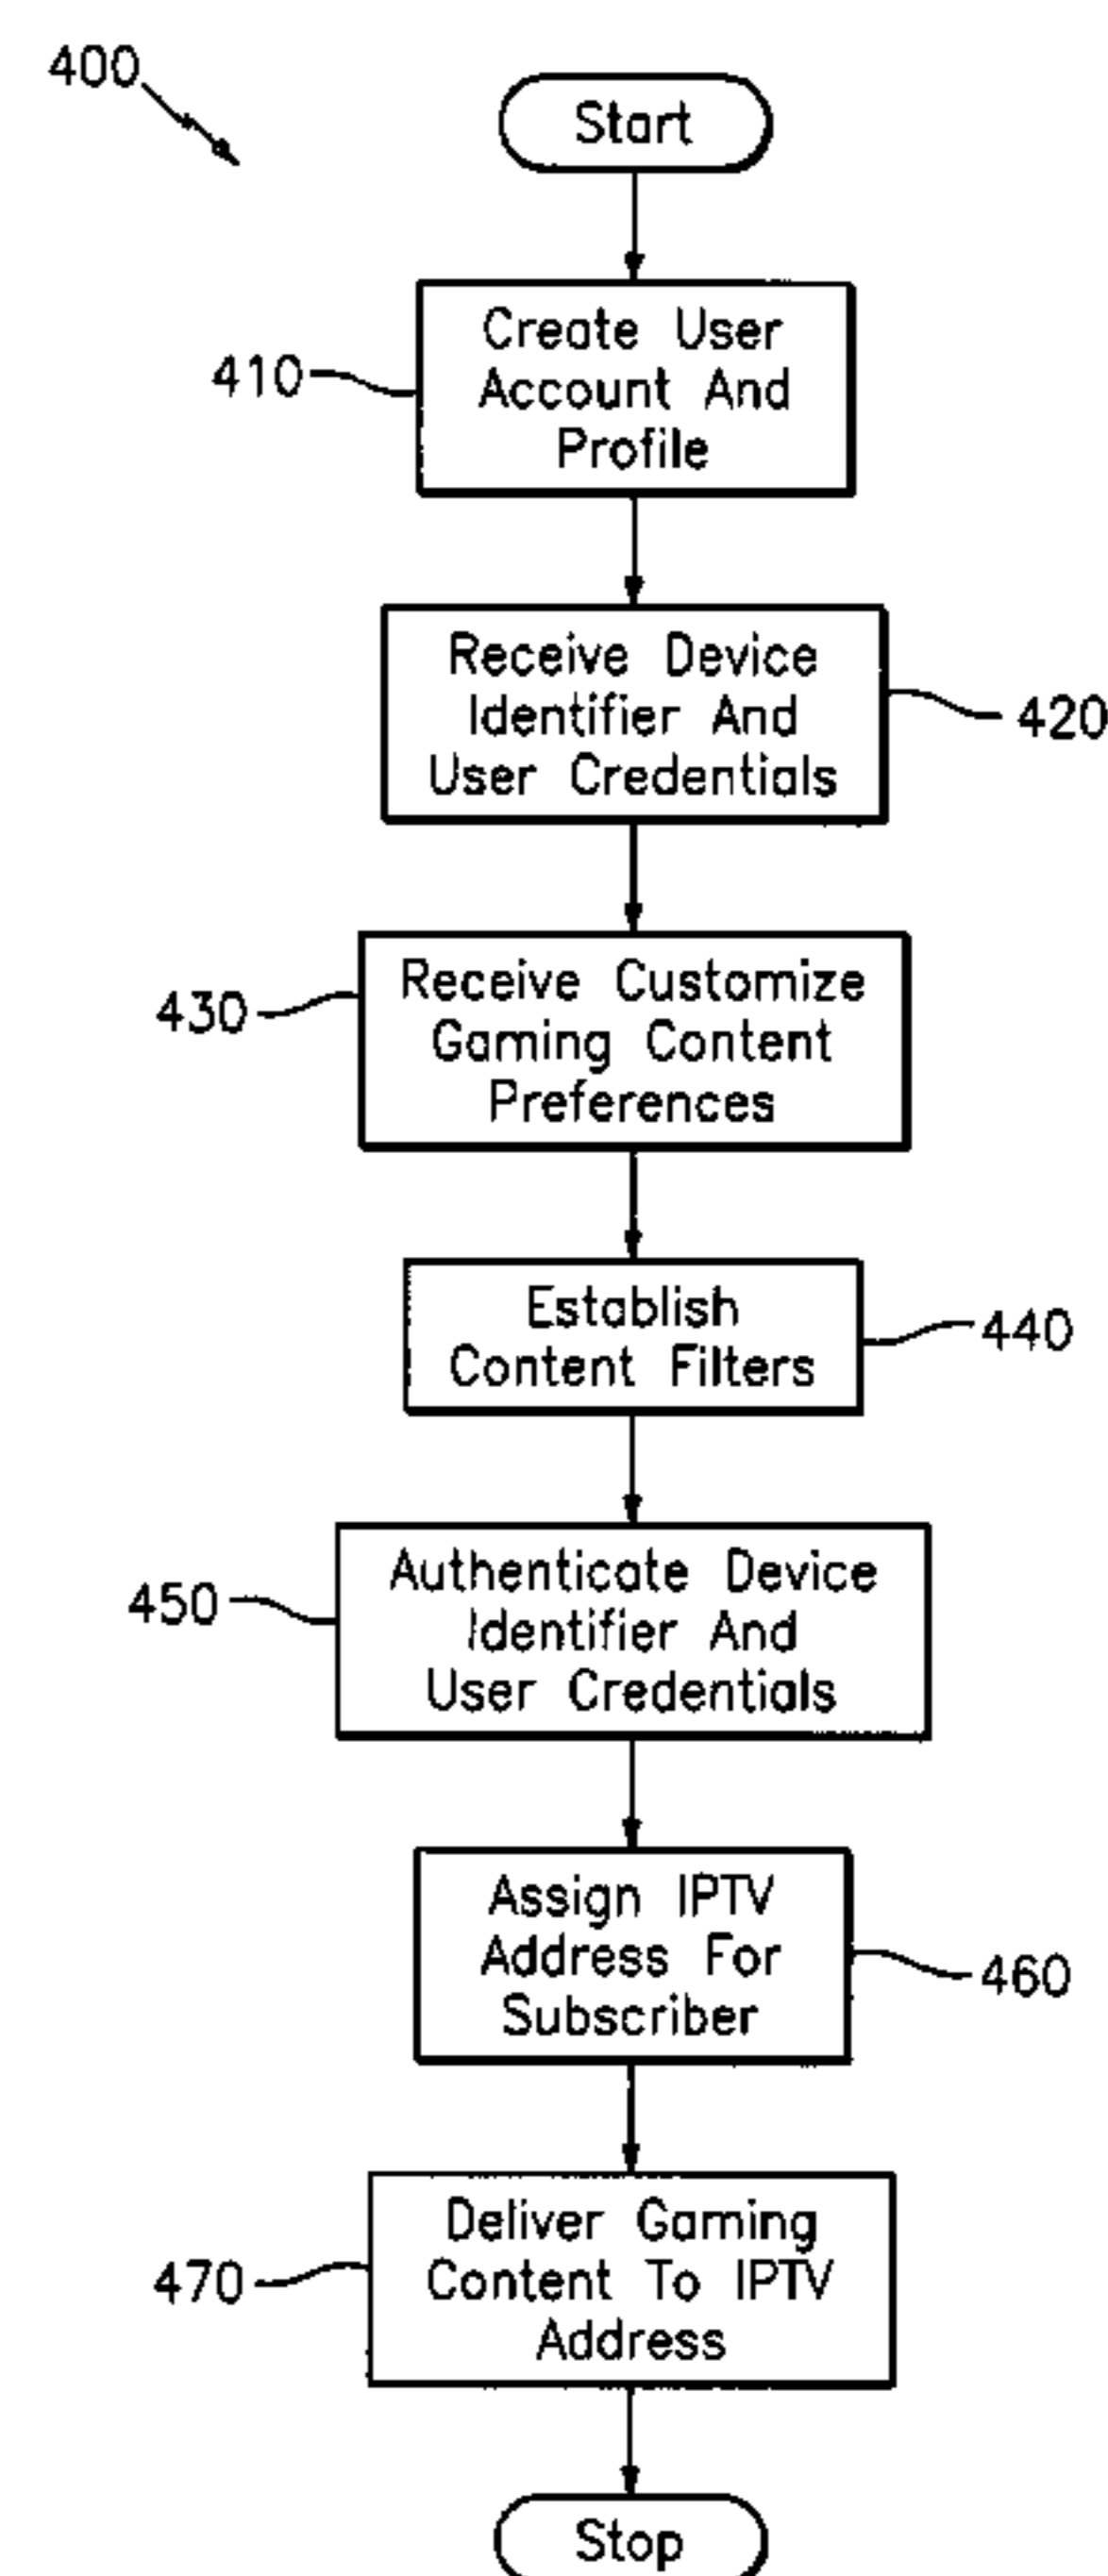 400
Start
410
Create User
Account And
Profile
Receive Device
Identifier And
User Credentials
420
430
Receive Customize
Gaming Content
Preferences
Establish
Content Filters
440
450
Authenticate Device
Identifier And
User Credentials
Assign IPTV
Address For
Subscriber
460
470
Deliver Gaming
Content To IPTV
Address
Stop